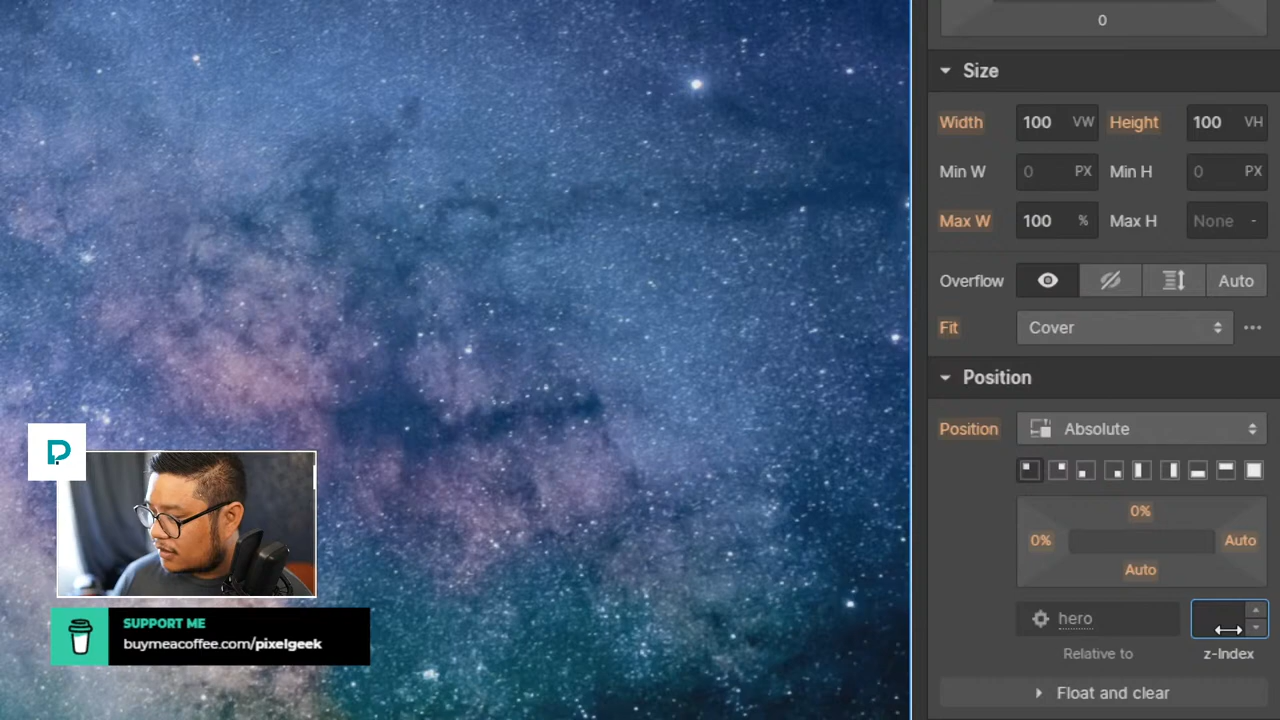 0
Size
Width 100 VW Height 100 VH
Min W 0 PX Min H 0 PX
Max W 100 % Max H None -
Overflow Auto
Fit Cover
Position
Position Absolute
0%
0% Auto
Auto
hero
Relative to z-Index
Float and clear
SUPPORT ME
buymeacoffee.com/pixelgeek